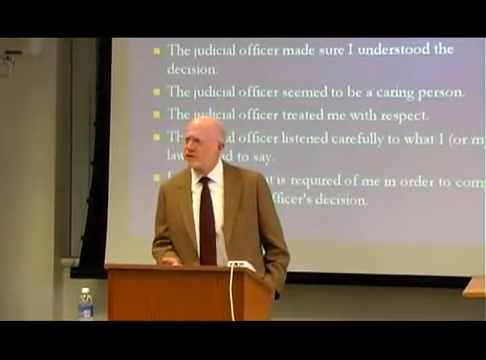 The judicial officer made sure I understood the
decision.
The judicial officer seemed to be a caring person.
The judicial officer treated me with respect.
officer listened carefully to what I (or my
to say.
is required of me in order to
officer's decision.